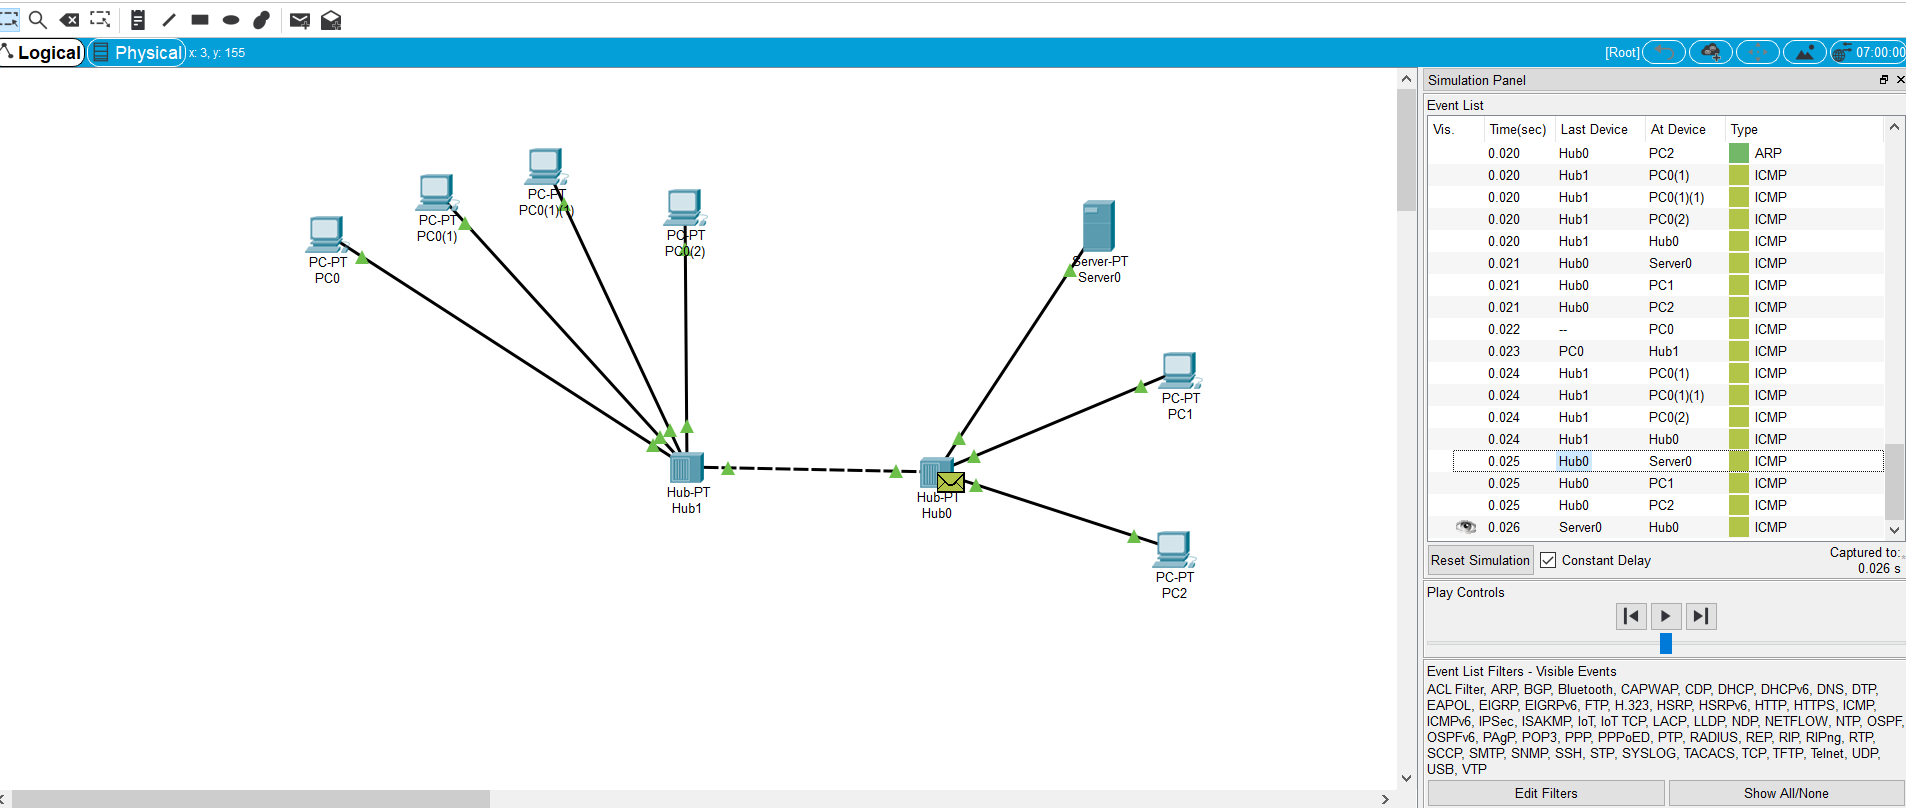 Logical
Physical
x: 3, y: 155
[Root]
07:00:00
Simulation Panel
Event List
Vis. Time(sec) Last Device At Device Type
0.020 Hub0 PC2 ARP
0.020 Hub1 PC0(1) ICMP
0.020 Hub1 PC0(1)(1) ICMP
0.020 Hub1 PC0(2) ICMP
0.020 Hub1 Hub0 ICMP
0.021 Hub0 Server0 ICMP
0.021 Hub0 PC1 ICMP
0.021 Hub0 PC2 ICMP
0.022 -- PC0 ICMP
0.023 PC0 Hub1 ICMP
0.024 Hub1 PC0(1) ICMP
0.024 Hub1 PC0(1)(1) ICMP
0.024 Hub1 PC0(2) ICMP
0.024 Hub1 Hub0 ICMP
0.025 Hub0 Server0 ICMP
0.025 Hub0 PC1 ICMP
0.025 Hub0 PC2 ICMP
0.026 Server0 Hub0 ICMP
Reset Simulation
Constant Delay
Captured to:
0.026 s
Play Controls
Event List Filters - Visible Events
ACL Filter, ARP, BGP, Bluetooth, CAPWAP, CDP, DHCP, DHCPv6, DNS, DTP,
EAPOL, EIGRP, EIGRPv6, FTP, H.323, HSRP, HSRPv6, HTTP, HTTPS, ICMP,
ICMPv6, IPSec, ISAKMP, IoT, IoT TCP, LACP, LLDP, NDP, NETFLOW, NTP, OSPF,
OSPFv6, PAgP, POP3, PPP, PPPoED, PTP, RADIUS, REP, RIP, RIPng, RTP,
SCCP, SMTP, SNMP, SSH, STP, SYSLOG, TACACS, TCP, TFTP, Telnet, UDP,
USB, VTP
Edit Filters
Show All/None
PC-PT
PC0
PC-PT
PC0(1)
PC-PT
PC0(1)(1)
PC-PT
PC0(2)
Server-PT
Server0
PC-PT
PC1
Hub-PT
Hub1
Hub-PT
Hub0
PC-PT
PC2